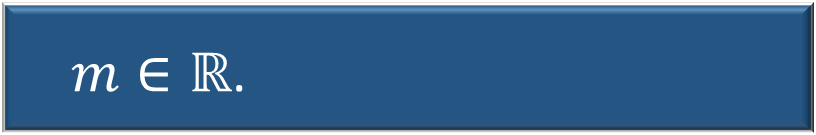 𝑚 ∈ ℝ.